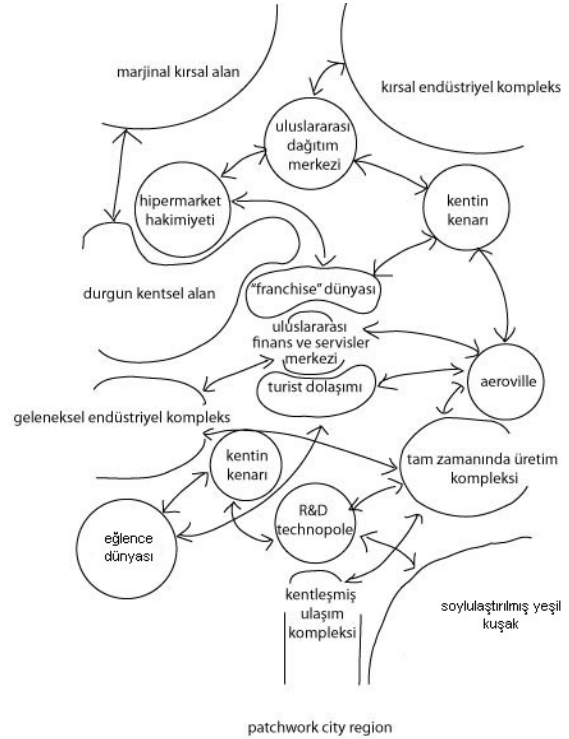 marjinal kırsal alan
kırsal endüstriyel kompleks
uluslararası
dağıtım
merkezi
hipermarket
hakimiyeti
kentin
kenarı
durgun kentsel alan
"franchise" dünyası
uluslararası
finans ve servisler
merkezi
turist dolaşımı
aeroville
geleneksel endüstriyel kompleks
kentin
kenarı
tam zamanında üretim
kompleksi
R&D
technopole
eğlence
dünyası
kentleşmiş
ulaşım
kompleksi
soylulaştırılmış yeşil
kuşak
patchwork city region